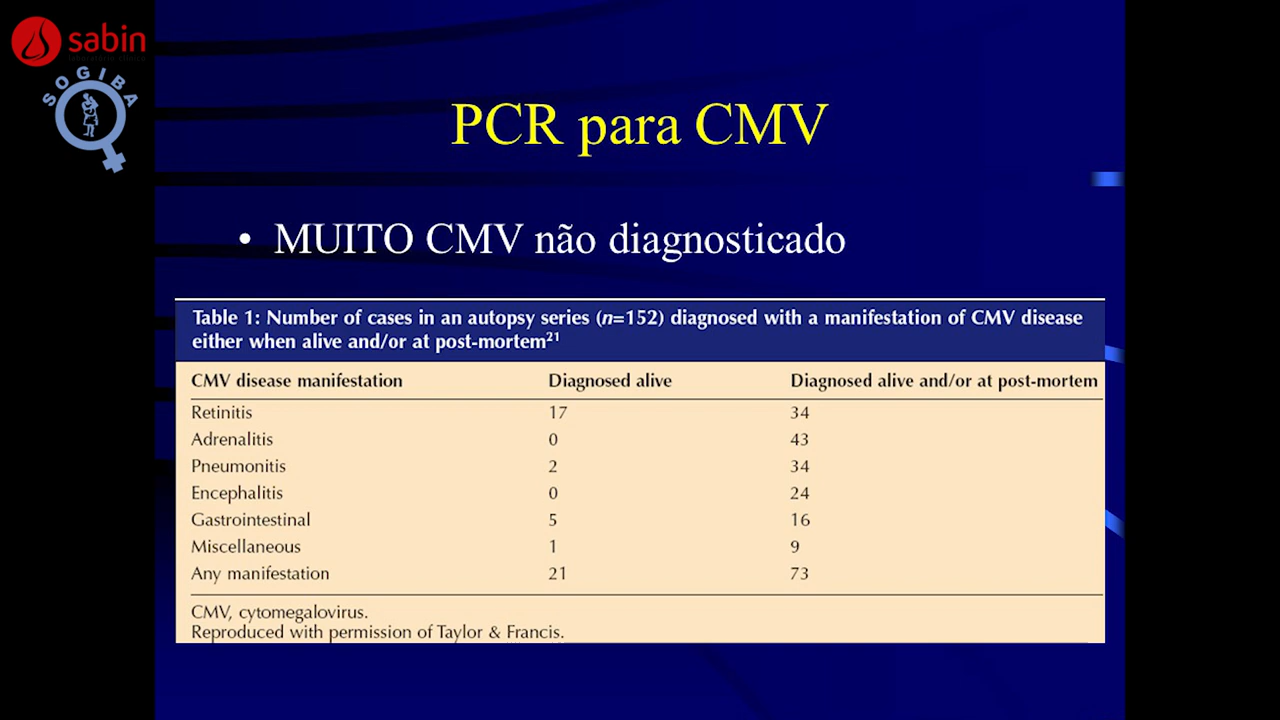 sabin
SOGIBA
PCR para CMV
• MUITO CMV não diagnosticado
Table 1: Number of cases in an autopsy series (n=152) diagnosed with a manifestation of CMV disease
either when alive and/or at post-mortem21
CMV disease manifestation Diagnosed alive Diagnosed alive and/or at post-mortem
Retinitis 17 34
Adrenalitis 0 43
Pneumonitis 2 34
Encephalitis 0 24
Gastrointestinal 5 16
Miscellaneous 1 9
Any manifestation 21 73
CMV, cytomegalovirus.
Reproduced with permission of Taylor & Francis.